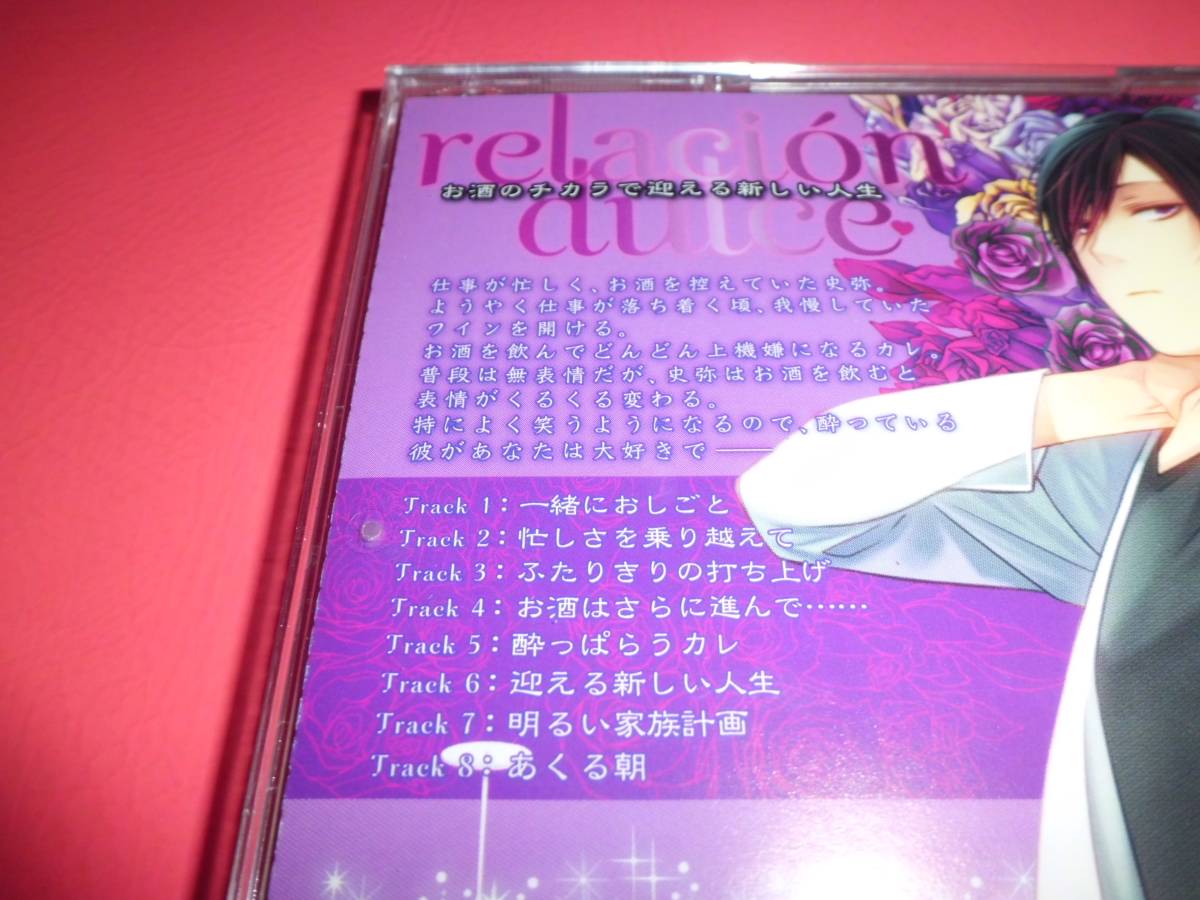 relación
お酒のチカラで迎える新しい人生
dulce
仕事が忙しく、お酒を控えていた史弥。
ようやく仕事が落ち着く頃、我慢していた
ワインを開ける。
お酒を飲んでどんどん上機嫌になるカレ。
普段は無表情だが、史弥はお酒を飲むと
表情がくるくる変わる。
特によく笑うようになるので、酔っている
彼があなたは大好きで――
Track 1：一緒におしごと
Track 2：忙しさを乗り越えて
Track 3：ふたりきりの打ち上げ
Track 4：お酒はさらに進んで……
Track 5：酔っぱらうカレ
Track 6：迎える新しい人生
Track 7：明るい家族計画
Track 8：あくる朝